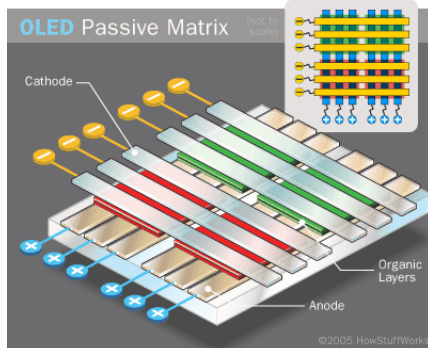 OLED Passive Matrix (not to
scale)
Cathode
Organic
Layers
Anode
©2005 HowStuffWorks